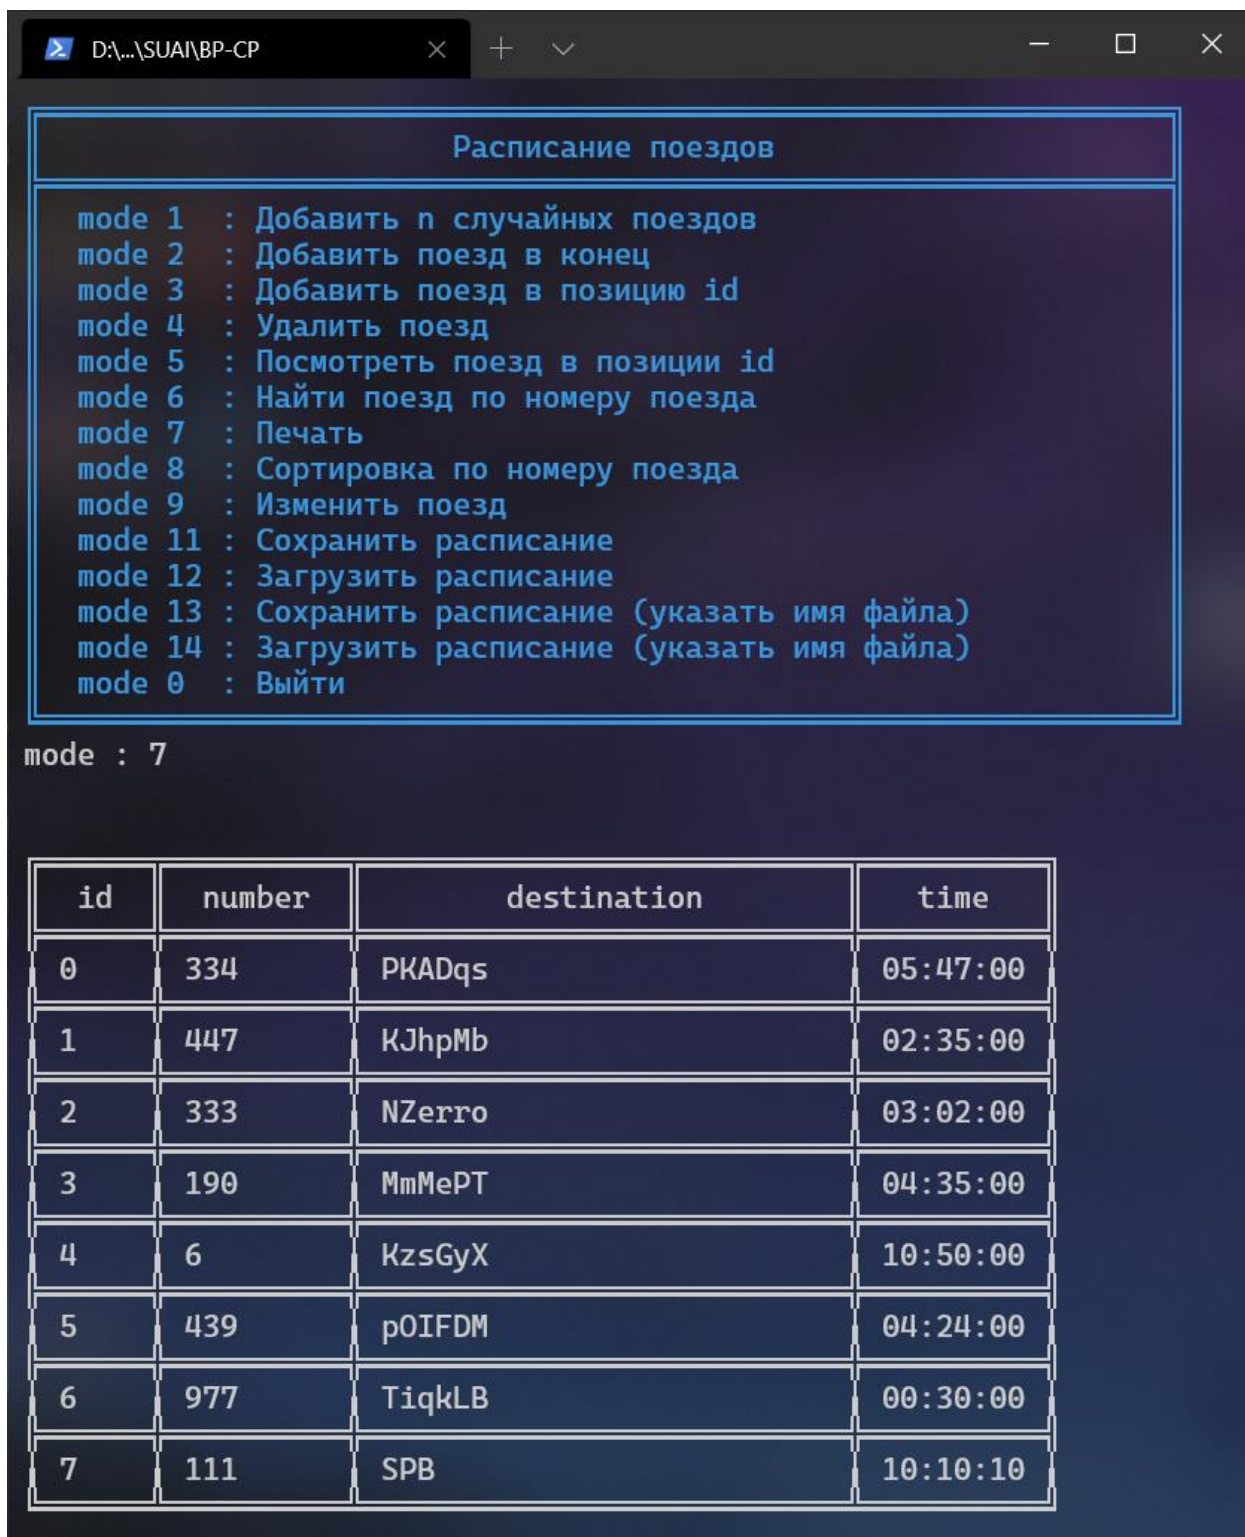 D:\...\SUAI\BP-CP
Расписание поездов
mode 1 : Добавить n случайных поездов
mode 2 : Добавить поезд в конец
mode 3 : Добавить поезд в позицию id
mode 4 : Удалить поезд
mode 5 : Посмотреть поезд в позиции id
mode 6 : Найти поезд по номеру поезда
mode 7 : Печать
mode 8 : Сортировка по номеру поезда
mode 9 : Изменить поезд
mode 11 : Сохранить расписание
mode 12 : Загрузить расписание
mode 13 : Сохранить расписание (указать имя файла)
mode 14 : Загрузить расписание (указать имя файла)
mode 0 : Выйти
mode : 7
id number destination time
0 334 PKADqs 05:47:00
1 447 KJhpMb 02:35:00
2 333 NZerro 03:02:00
3 190 MmMePT 04:35:00
4 6 KzsGyX 10:50:00
5 439 pOIFDM 04:24:00
6 977 TiqkLB 00:30:00
7 111 SPB 10:10:10